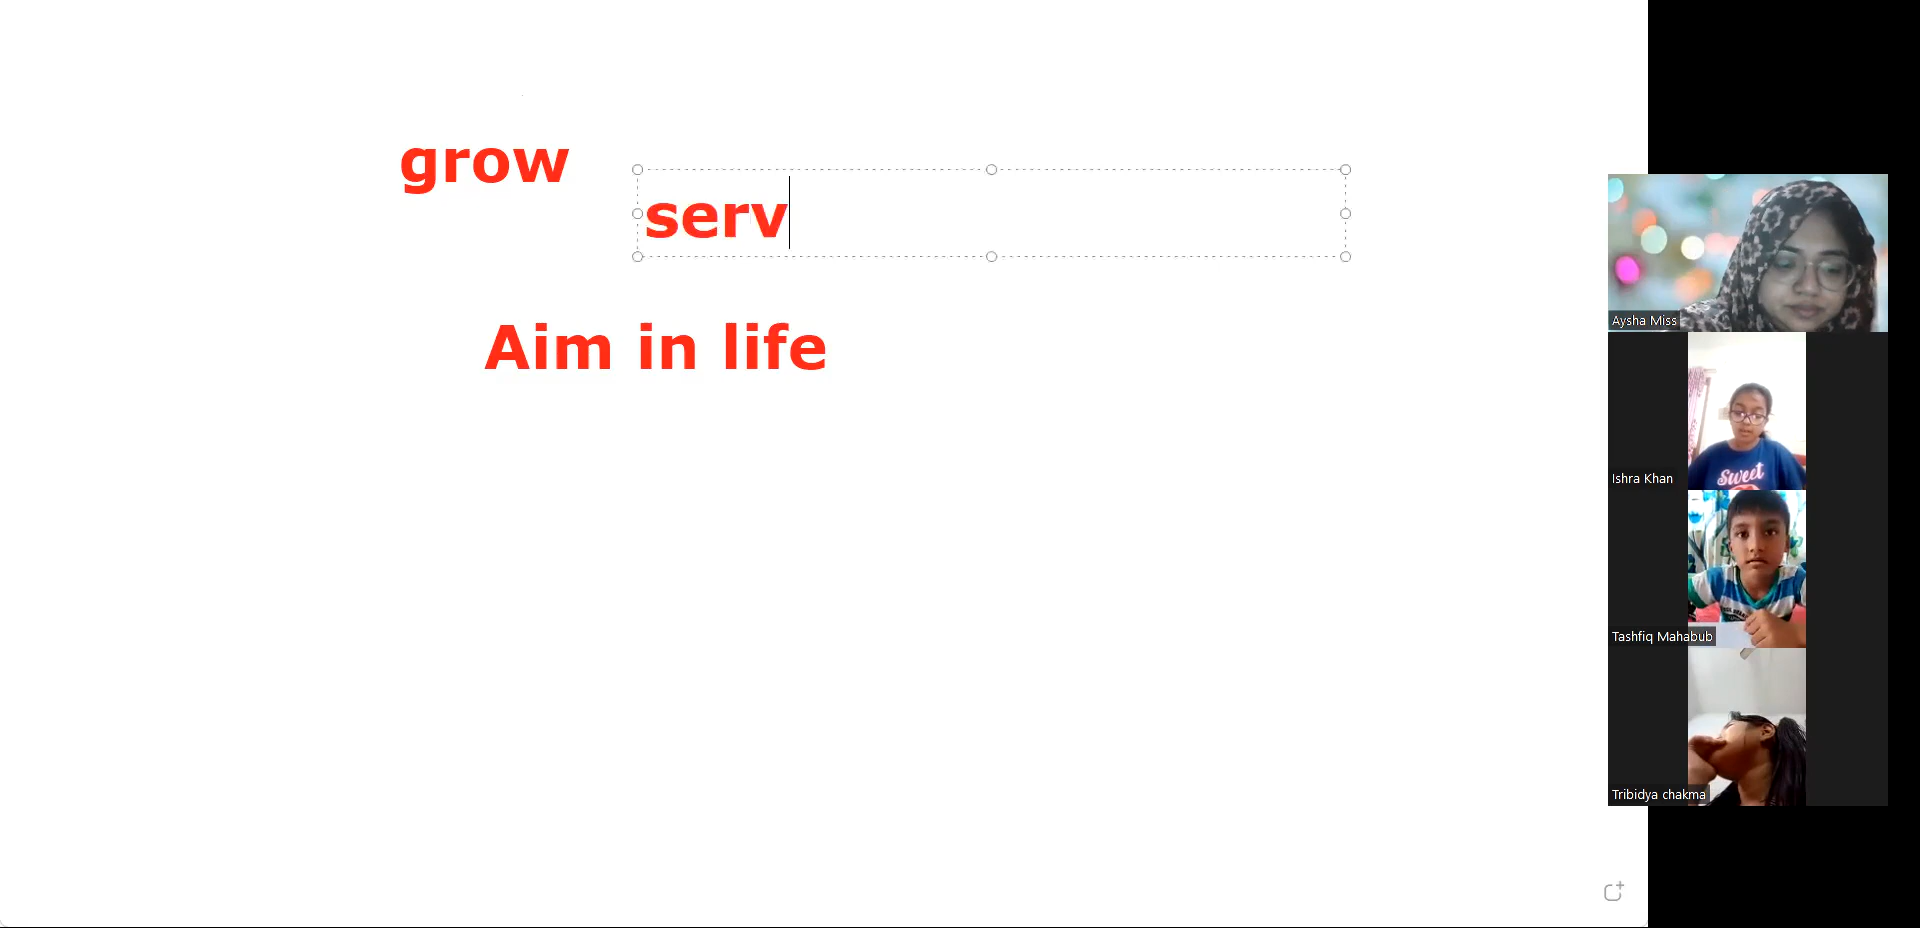 grow
serv
Aim in life
Aysha Miss
Ishra Khan
Sweet
Tashfiq Mahabub
Tribidya chakma